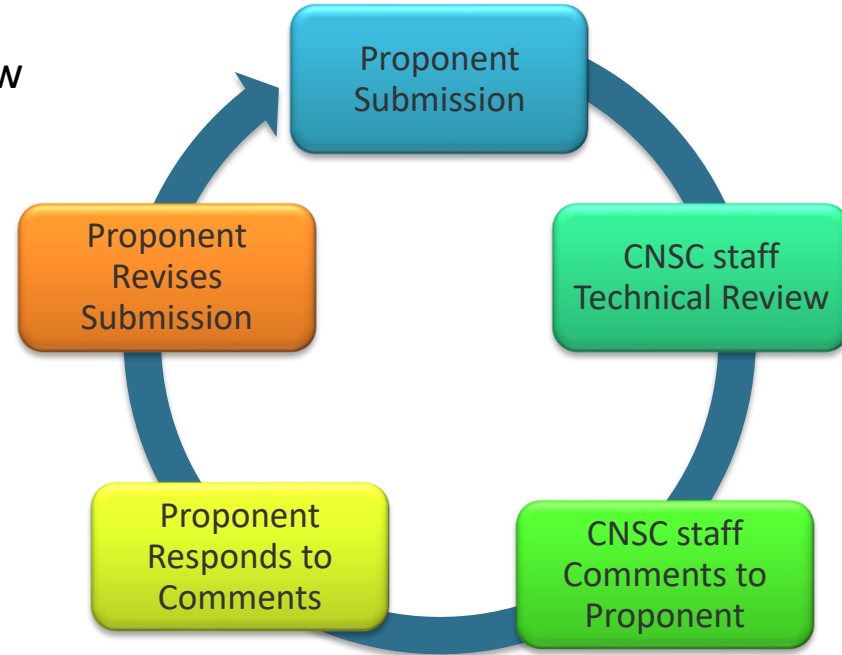 Proponent
Submission
CNSC staff
Technical Review
CNSC staff
Comments to
Proponent
Proponent
Responds to
Comments
Proponent
Revises
Submission